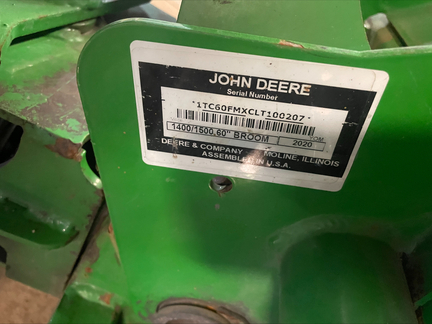 JOHN DEERE
Serial Number
*1TC60FMXCLT100207*
1400/1500,60" BROOM 2020
DEERE & COMPANY MOLINE, ILLINOIS
ASSEMBLED IN U.S.A.